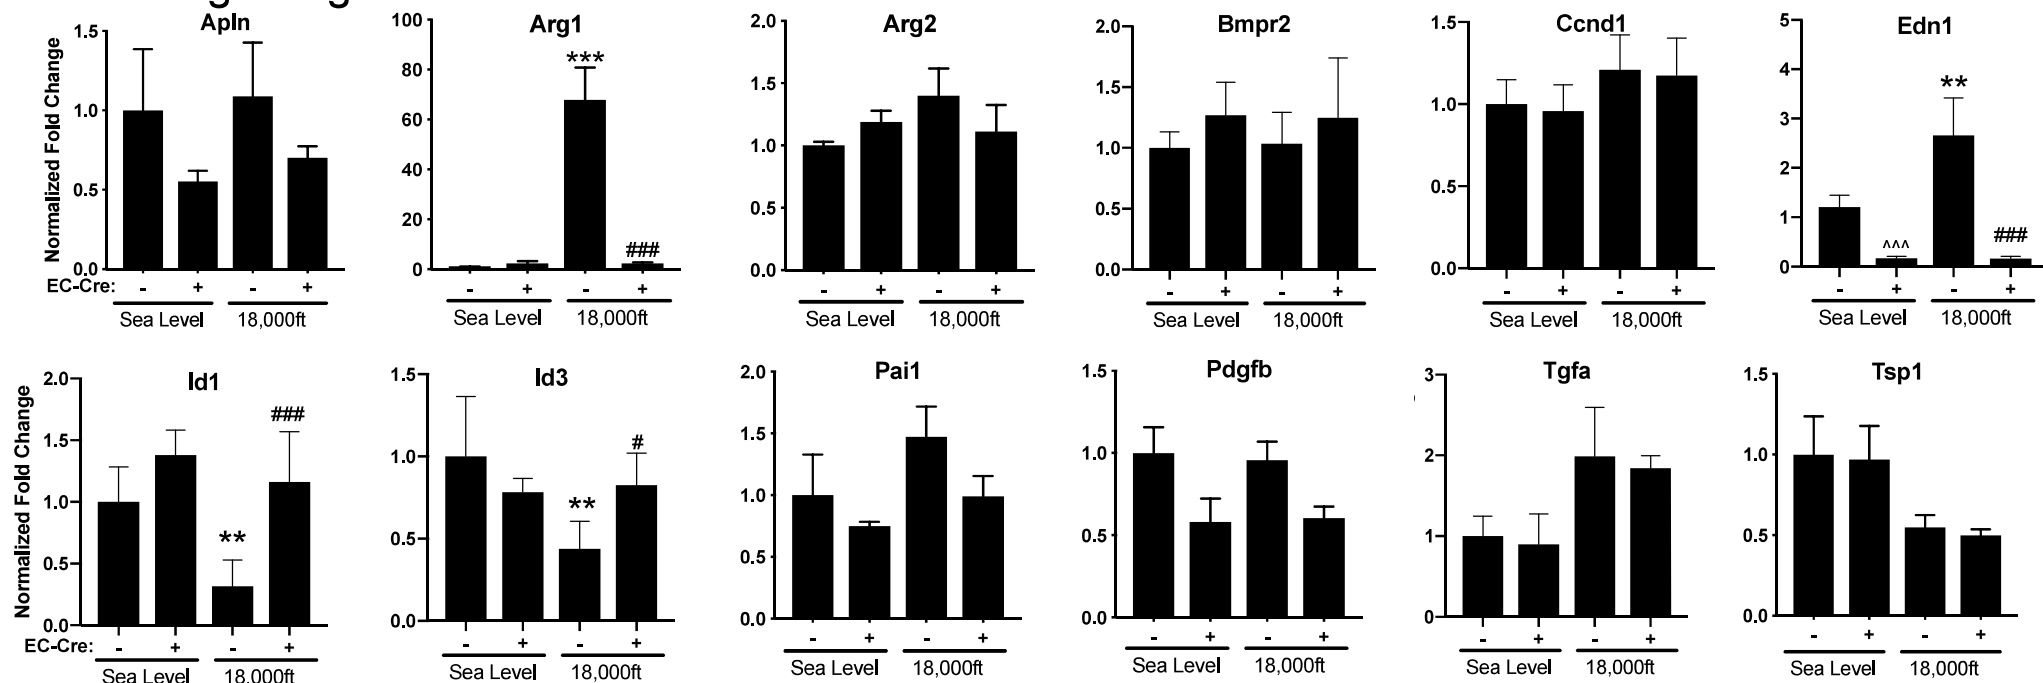 Apln
Arg1
Arg2
Bmpr2
Ccnd1
Edn1
Normalized Fold Change
1.5
1.0
0.5
0.0
100
80
60
40
20
0
***
###
2.0
1.5
1.0
0.5
0.0
2.0
1.5
1.0
0.5
0.0
1.5
1.0
0.5
0.0
5
4
3
2
1
0
^^^
**
###
EC-Cre: - + - +
- + - +
- + - +
- + - +
- + - +
- + - +
Sea Level 18,000ft
Sea Level 18,000ft
Sea Level 18,000ft
Sea Level 18,000ft
Sea Level 18,000ft
Sea Level 18,000ft
Id1
Id3
Pai1
Pdgfb
Tgfa
Tsp1
Normalized Fold Change
2.0
1.5
1.0
0.5
0.0
**
###
1.5
1.0
0.5
0.0
**
#
2.0
1.5
1.0
0.5
0.0
1.5
1.0
0.5
0.0
3
2
1
0
1.5
1.0
0.5
0.0
EC-Cre: - + - +
- + - +
- + - +
- + - +
- + - +
- + - +
Sea Level 18,000ft
Sea Level 18,000ft
Sea Level 18,000ft
Sea Level 18,000ft
Sea Level 18,000ft
Sea Level 18,000ft